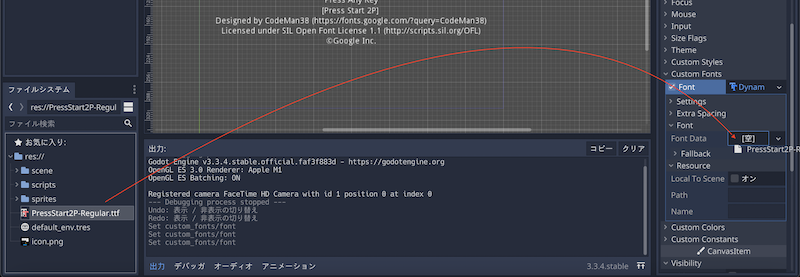 Press Any Key
[Press Start 2P]
Designed by CodeMan38 (https://fonts.google.com/?query=CodeMan38)
Licensed under SIL Open Font License 1.1 (http://scripts.sil.org/OFL)
©Google Inc.
ファイルシステム
res://PressStart2P-Regul
ファイル検索
お気に入り:
res://
scene
scripts
sprites
PressStart2P-Regular.ttf
default_env.tres
icon.png
出力:
コピー
クリア
Godot Engine v3.3.4.stable.official.faf3f883d - https://godotengine.org
OpenGL ES 3.0 Renderer: Apple M1
OpenGL ES Batching: ON
Registered camera FaceTime HD Camera with id 1 position 0 at index 0
--- Debugging process stopped ---
Undo: 表示 / 非表示の切り替え
Redo: 表示 / 非表示の切り替え
Set custom_fonts/font
Set custom_fonts/font
Set custom_fonts/font
出力
デバッガ
オーディオ
アニメーション
3.3.4.stable
Focus
Mouse
Input
Size Flags
Theme
Custom Styles
Custom Fonts
Font
Dynam
Settings
Extra Spacing
Font
Font Data
[空]
PressStart2P-R
Fallback
Resource
Local To Scene
オン
Path
Name
Custom Colors
Custom Constants
CanvasItem
Visibility